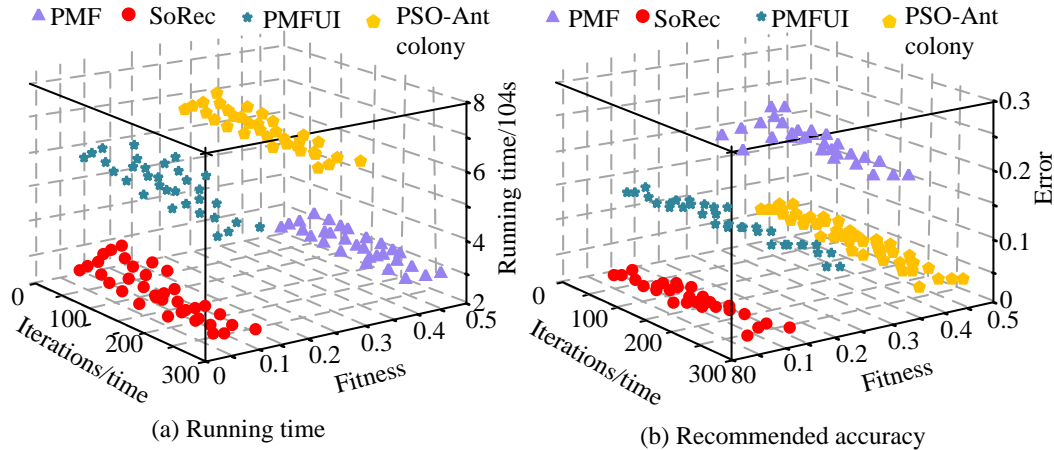 PMF SoRec PMFUI PSO-Ant colony
8
6
4
2
Running time/104s
0
100
200
300
Iterations/time
0
0.1
0.2
0.3
0.4
0.5
Fitness
(a) Running time
PMF SoRec PMFUI PSO-Ant colony
0.3
0.2
0.1
0
Error
0
100
200
300
Iterations/time
80
0.1
0.2
0.3
0.4
0.5
Fitness
(b) Recommended accuracy